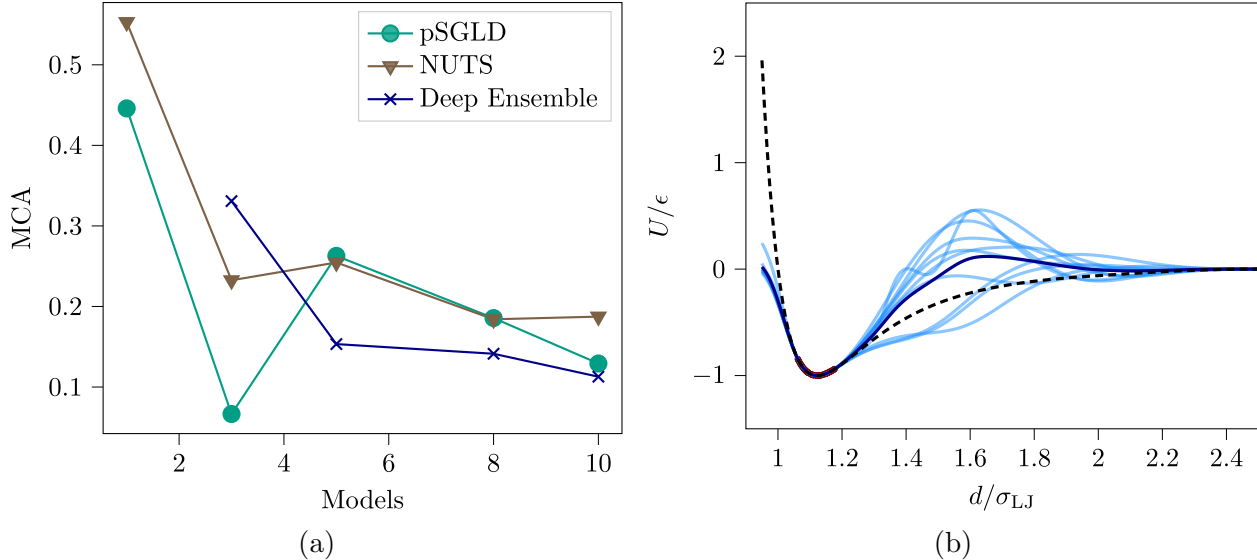 0.5
0.4
0.3
0.2
0.1
MCA
2
4
6
8
10
Models
pSGLD
NUTS
Deep Ensemble
(a)
2
1
0
−1
U/ϵ
1
1.2
1.4
1.6
1.8
2
2.2
2.4
d/σLJ
(b)